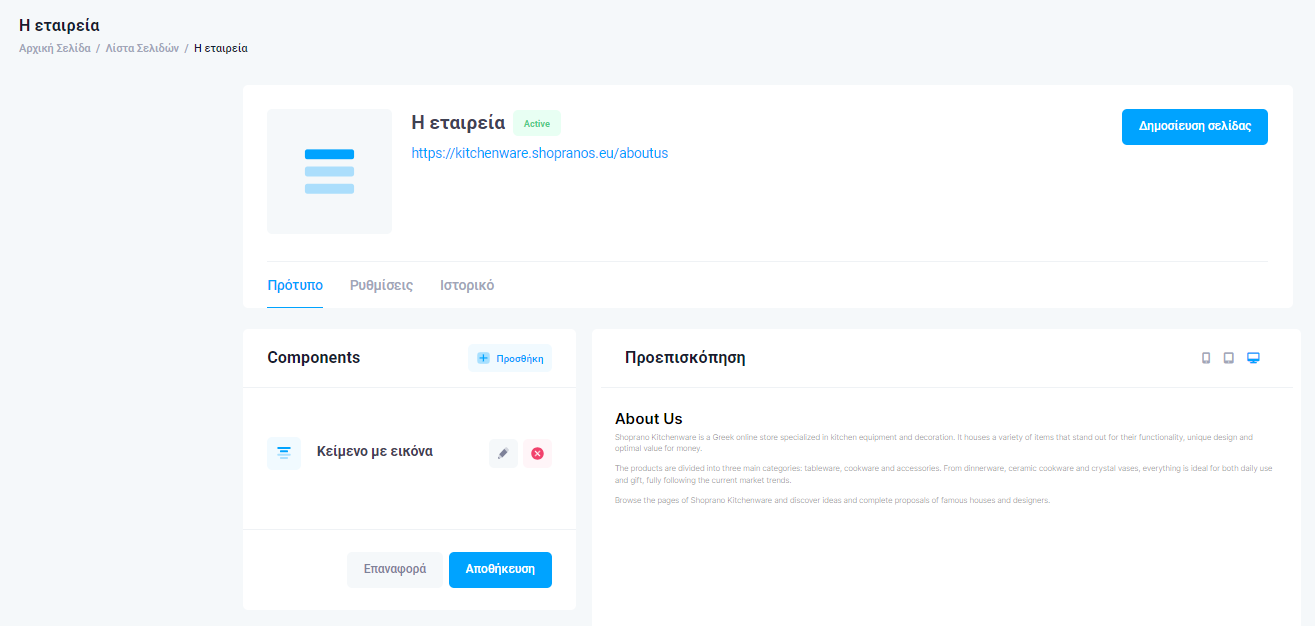 Η εταιρεία
Αρχική Σελίδα / Λίστα Σελιδών / Η εταιρεία
Η εταιρεία Active
https://kitchenware.shopranos.eu/aboutus
Δημοσίευση σελίδας
Πρότυπο Ρυθμίσεις Ιστορικό
Components
Προσθήκη
Κείμενο με εικόνα
Επαναφορά Αποθήκευση
Προεπισκόπηση
About Us
Shoprano Kitchenware is a Greek online store specialized in kitchen equipment and decoration. It houses a variety of items that stand out for their functionality, unique design and
optimal value for money.
The products are divided into three main categories: tableware, cookware and accessories. From dinnerware, ceramic cookware and crystal vases, everything is ideal for both daily use
and gift, fully following the current market trends.
Browse the pages of Shoprano Kitchenware and discover ideas and complete proposals of famous houses and designers.